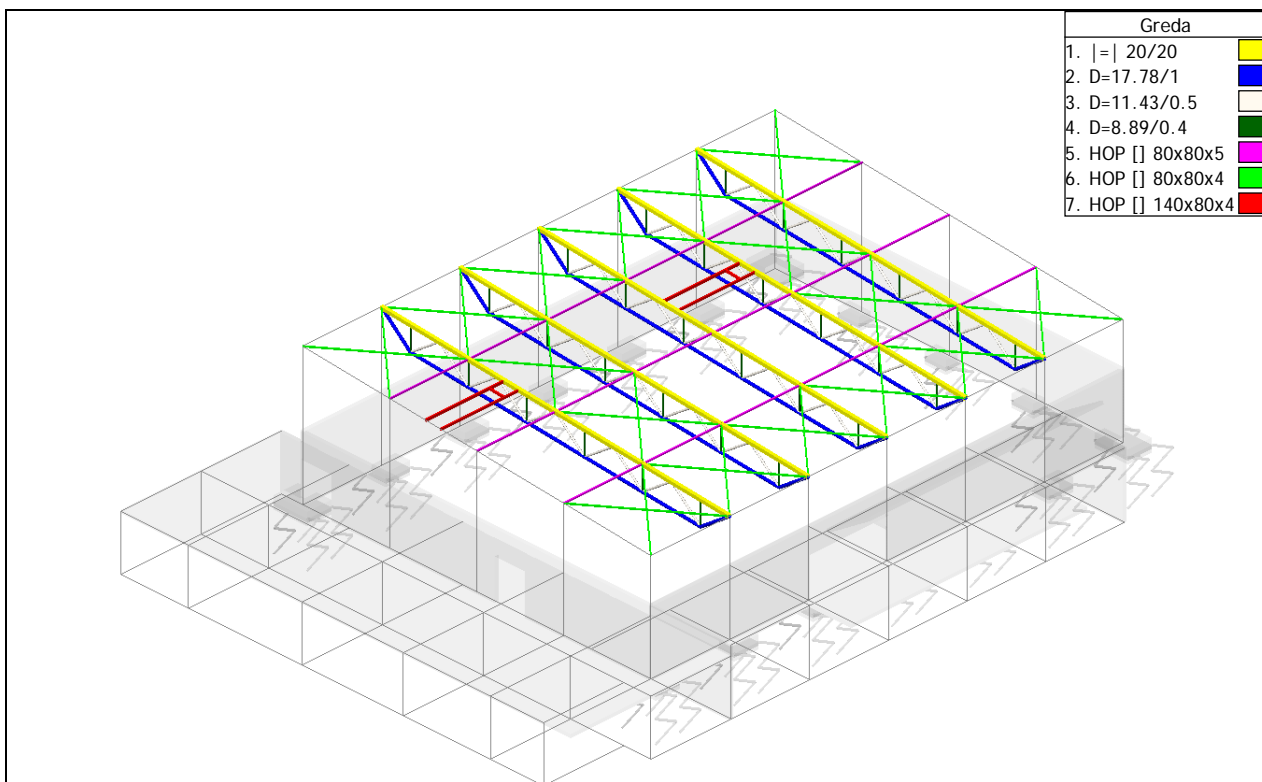 Greda
1. |=| 20/20
2. D=17.78/1
3. D=11.43/0.5
4. D=8.89/0.4
5. HOP [] 80x80x5
6. HOP [] 80x80x4
7. HOP [] 140x80x4